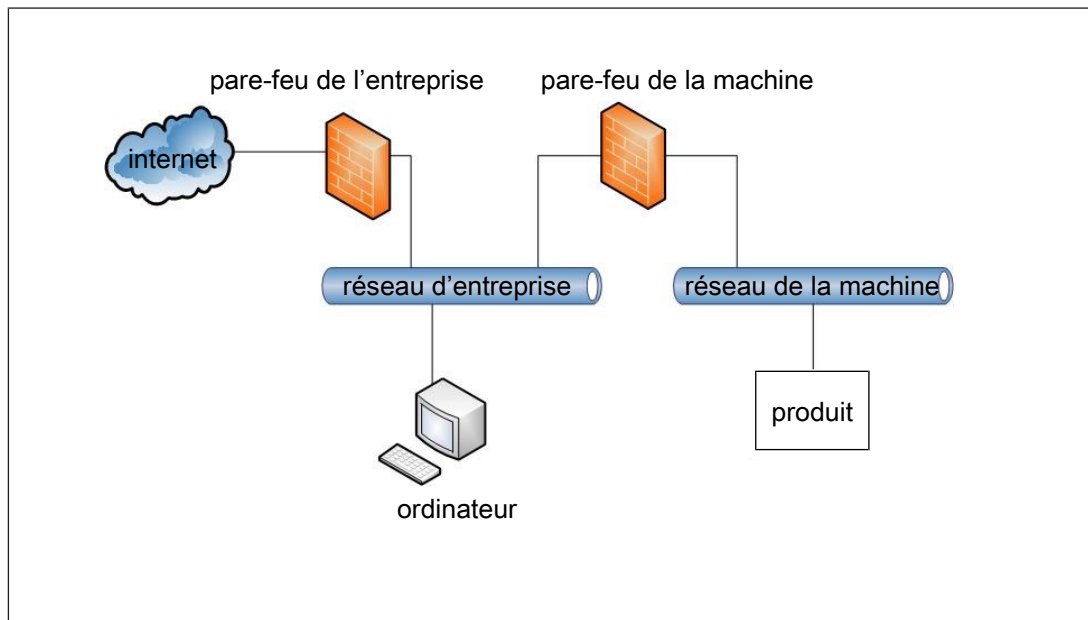 pare-feu de l’entreprise
pare-feu de la machine
internet
réseau d’entreprise
réseau de la machine
produit
ordinateur